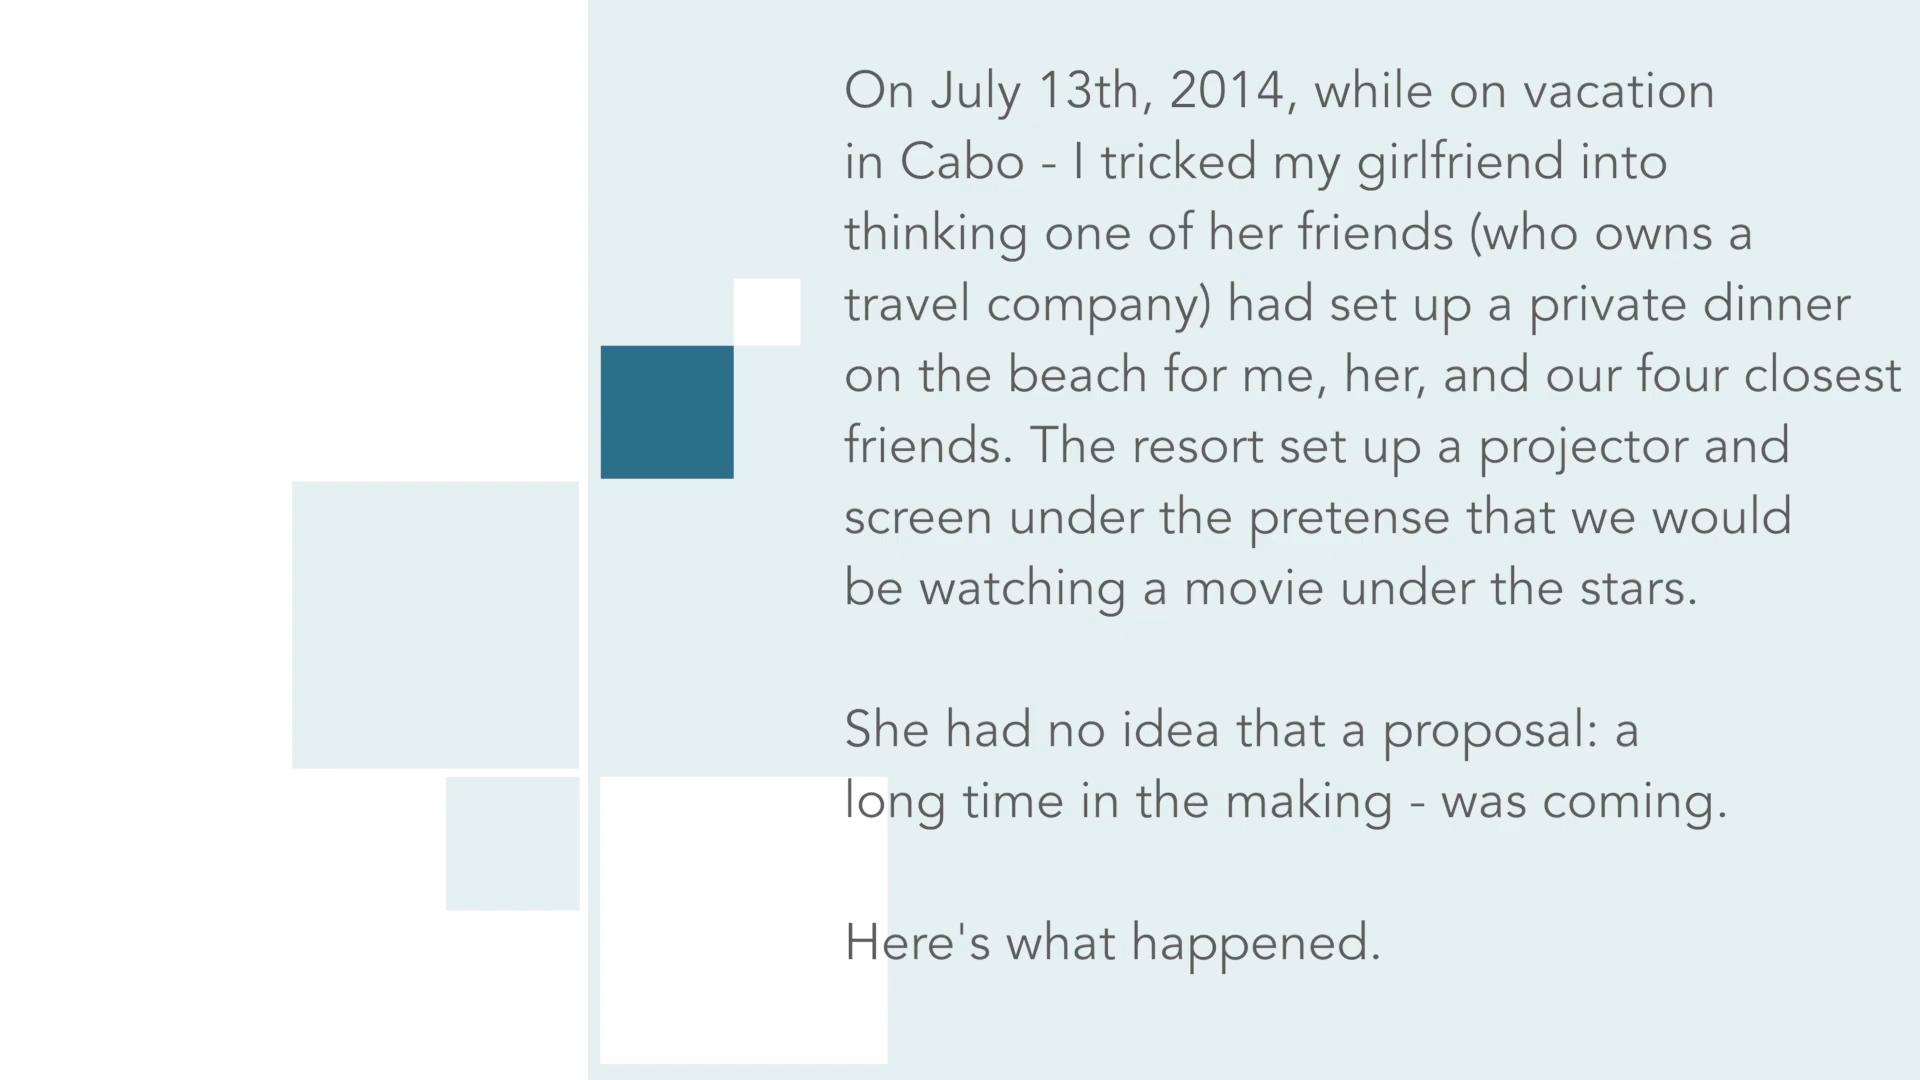 On July 13th, 2014, while on vacation
in Cabo - I tricked my girlfriend into
thinking one of her friends (who owns a
travel company) had set up a private dinner
on the beach for me, her, and our four closest
friends. The resort set up a projector and
screen under the pretense that we would
be watching a movie under the stars.
She had no idea that a proposal: a
long time in the making - was coming.
Here's what happened.